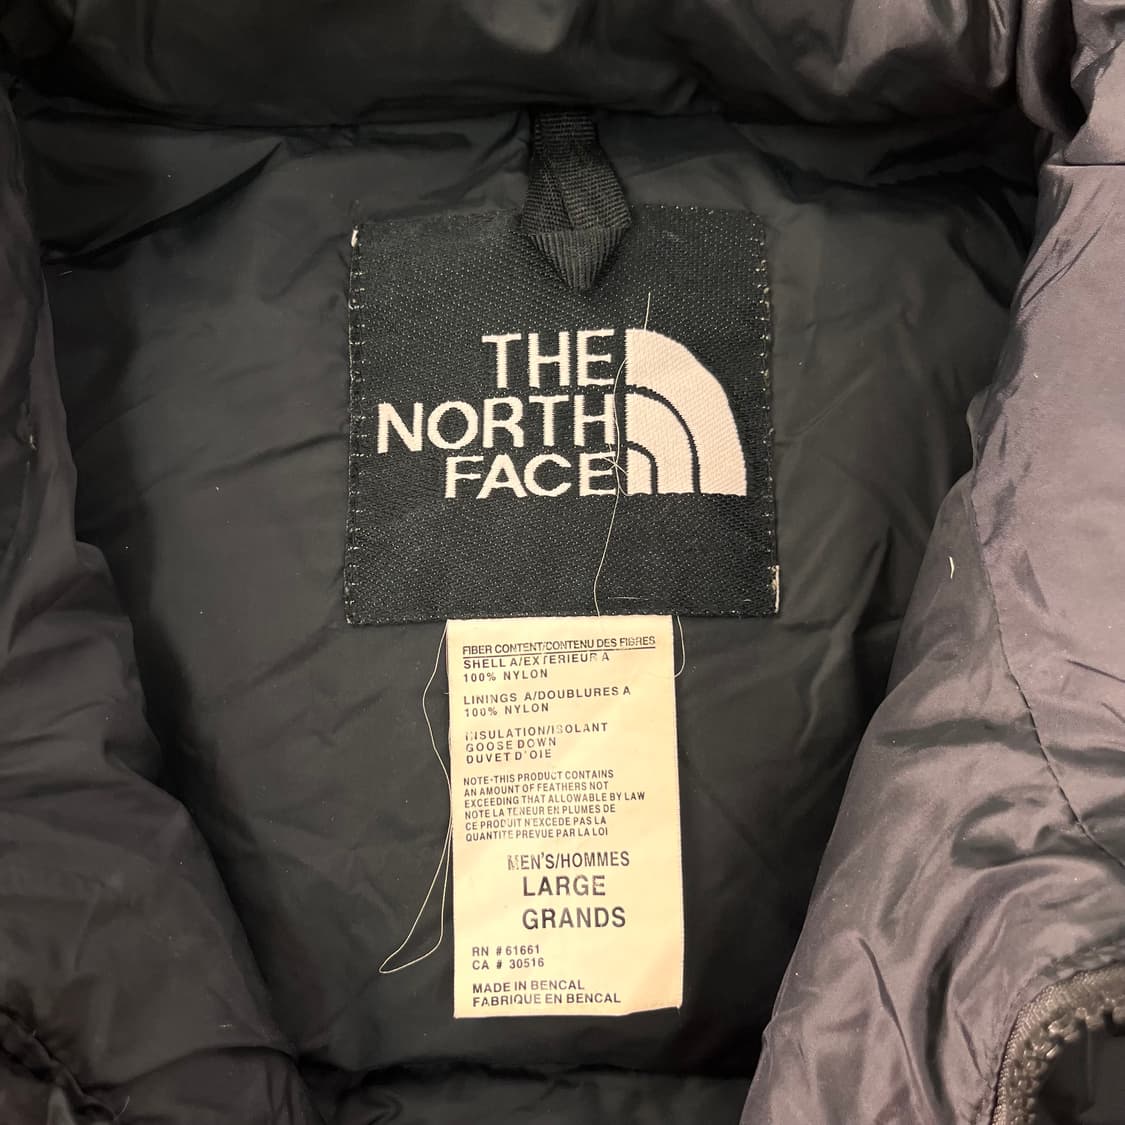 THE
NORTH
FACE
FIBER CONTENT/CONTENU DES FIBRES
SHELL A/EXTERIEUR A
100% NYLON
LININGS A/DOUBLURES A
100% NYLON
INSULATION/ISOLANT
GOOSE DOWN
DUVET D'OIE
NOTE-THIS PRODUCT CONTAINS
AN AMOUNT OF FEATHERS NOT
EXCEEDING THAT ALLOWABLE BY LAW
NOTE LA TENEUR EN PLUMES DE
CE PRODUIT N'EXCEDE PAS LA
QUANTITE PREVUE PAR LA LOI
MEN'S/HOMMES
LARGE
GRANDS
RN # 61661
CA # 30516
MADE IN BENCAL
FABRIQUE EN BENCAL